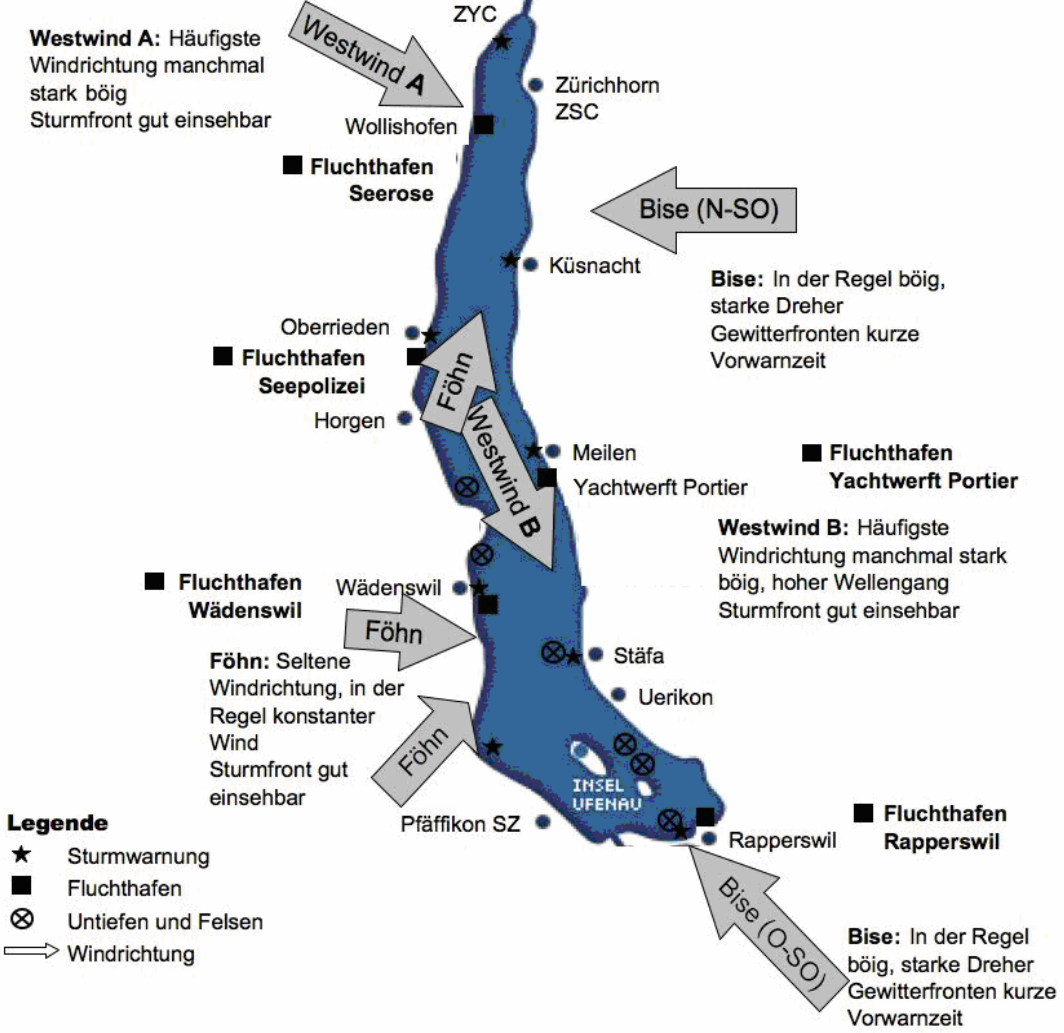 ZYC
Westwind A
Westwind A: Häufigste
Windrichtung manchmal
stark böig
Sturmfront gut einsehbar
Zürichhorn
ZSC
Wollishofen
Fluchthafen
Seerose
Bise (N-SO)
Küsnacht
Bise: In der Regel böig,
starke Dreher
Gewitterfronten kurze
Vorwarnzeit
Oberrieden
Fluchthafen
Seepolizei
Föhn
Horgen
Westwind B
Meilen
Yachtwerft Portier
Fluchthafen
Yachtwerft Portier
Westwind B: Häufigste
Windrichtung manchmal stark
böig, hoher Wellengang
Sturmfront gut einsehbar
Fluchthafen
Wädenswil
Wädenswil
Föhn
Föhn: Seltene
Windrichtung, in der
Regel konstanter
Wind
Sturmfront gut
einsehbar
Föhn
Stäfa
Uerikon
INSEL
UFENAU
Pfäffikon SZ
Rapperswil
Fluchthafen
Rapperswil
Legende
Sturmwarnung
Fluchthafen
Untiefen und Felsen
Windrichtung
Bise (O-SO)
Bise: In der Regel
böig, starke Dreher
Gewitterfronten kurze
Vorwarnzeit